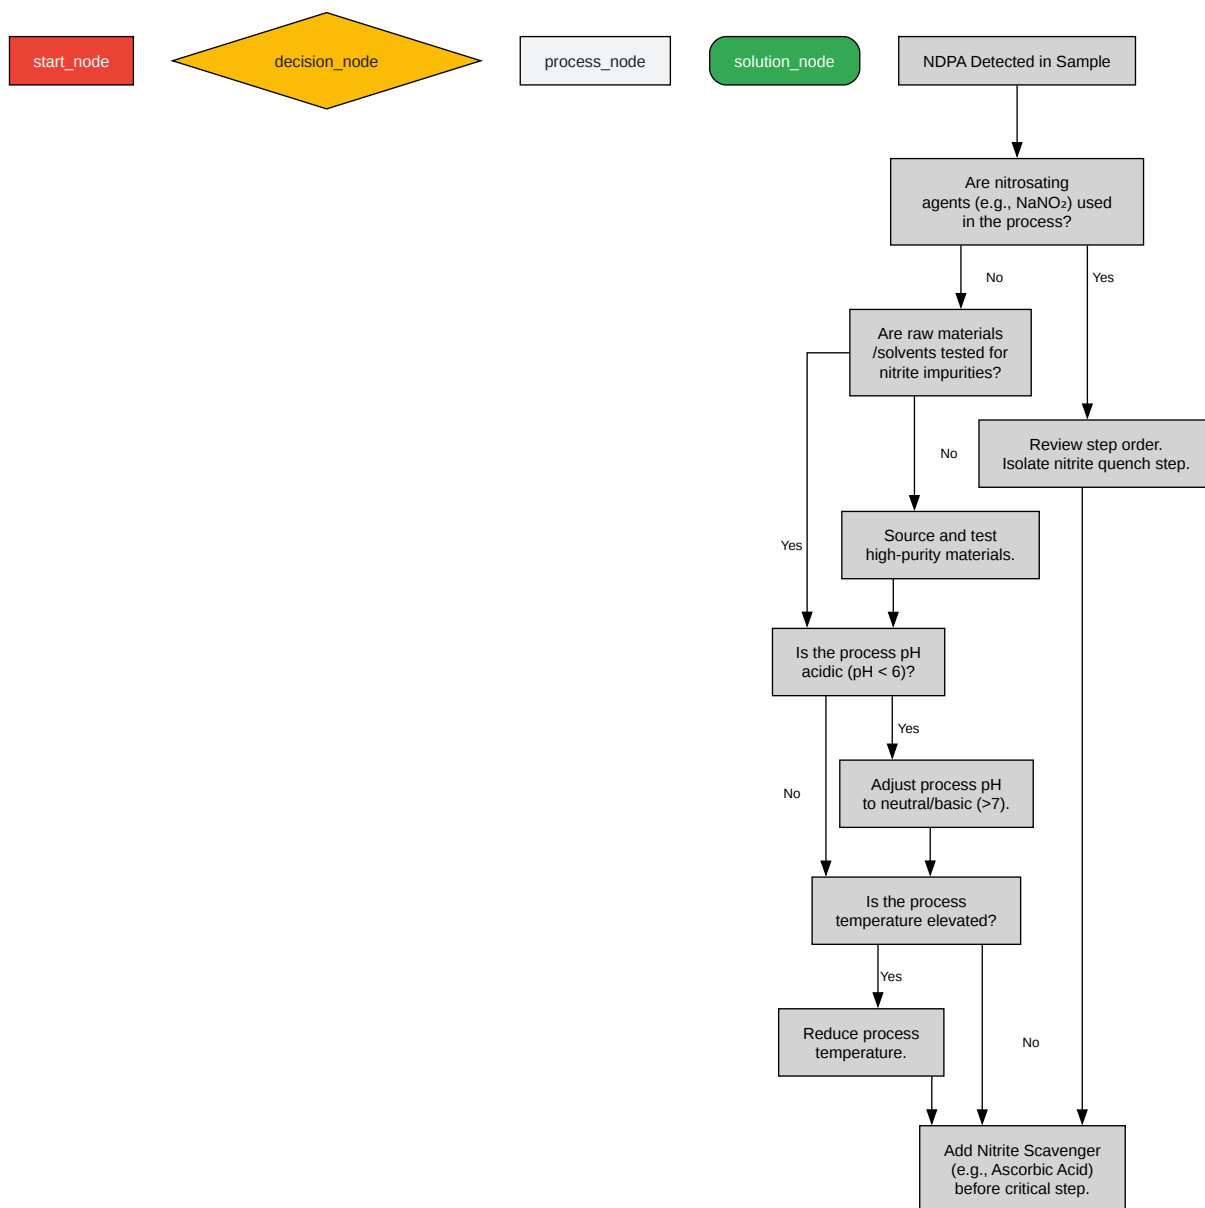 start_node
decision_node
process_node
solution_node
NDPA Detected in Sample
Are nitrosating
agents (e.g., NaNO₂) used
in the process?
No
Yes
Are raw materials
/solvents tested for
nitrite impurities?
Review step order.
Isolate nitrite quench step.
No
Source and test
high-purity materials.
Yes
Is the process pH
acidic (pH < 6)?
Yes
Adjust process pH
to neutral/basic (>7).
No
Is the process
temperature elevated?
Yes
Reduce process
temperature.
No
Add Nitrite Scavenger
(e.g., Ascorbic Acid)
before critical step.